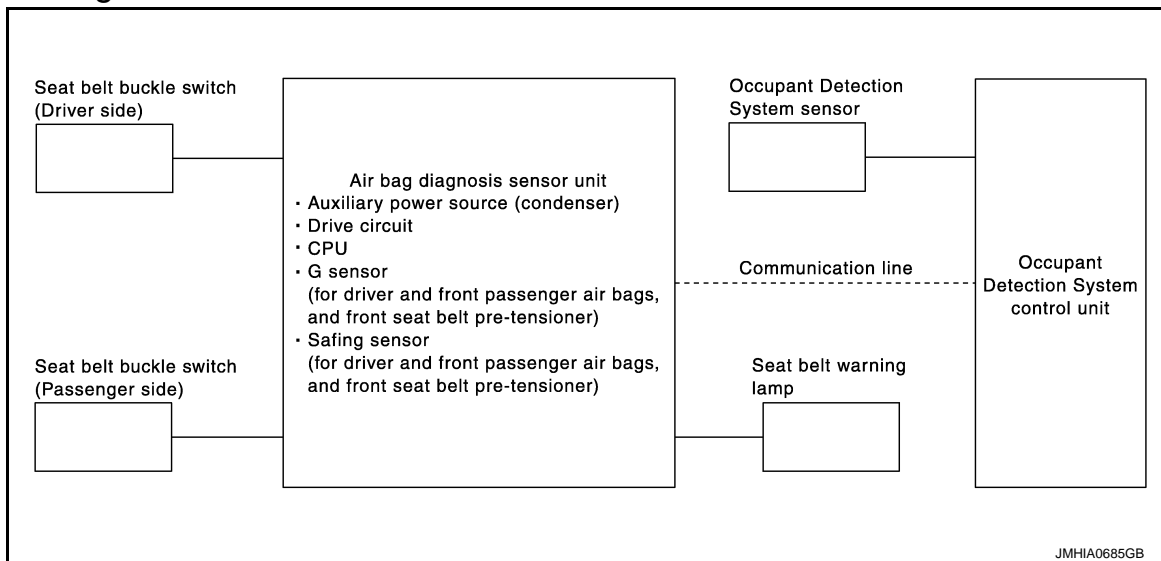 Seat belt buckle switch
(Driver side)
Air bag diagnosis sensor unit
· Auxiliary power source (condenser)
· Drive circuit
· CPU
· G sensor
(for driver and front passenger air bags,
and front seat belt pre-tensioner)
· Safing sensor
(for driver and front passenger air bags,
and front seat belt pre-tensioner)
Seat belt buckle switch
(Passenger side)
Occupant Detection
System sensor
Communication line
Occupant
Detection System
control unit
Seat belt warning
lamp
JMHIA0685GB